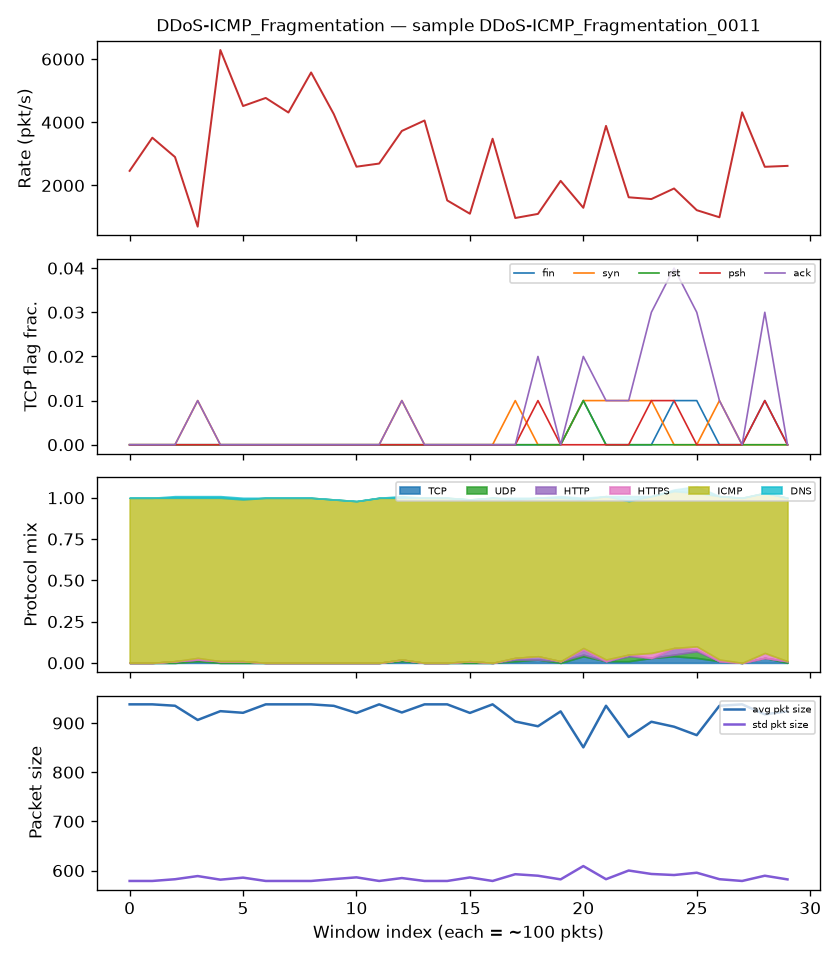 DDoS-ICMP_Fragmentation — sample DDoS-ICMP_Fragmentation_0011
Rate (pkt/s)
6000
4000
2000
TCP flag frac.
0.04
0.03
0.02
0.01
0.00
fin syn rst psh ack
Protocol mix
1.00
0.75
0.50
0.25
0.00
TCP UDP HTTP HTTPS ICMP DNS
Packet size
900
800
700
600
avg pkt size
std pkt size
0 5 10 15 20 25 30
Window index (each = ~100 pkts)